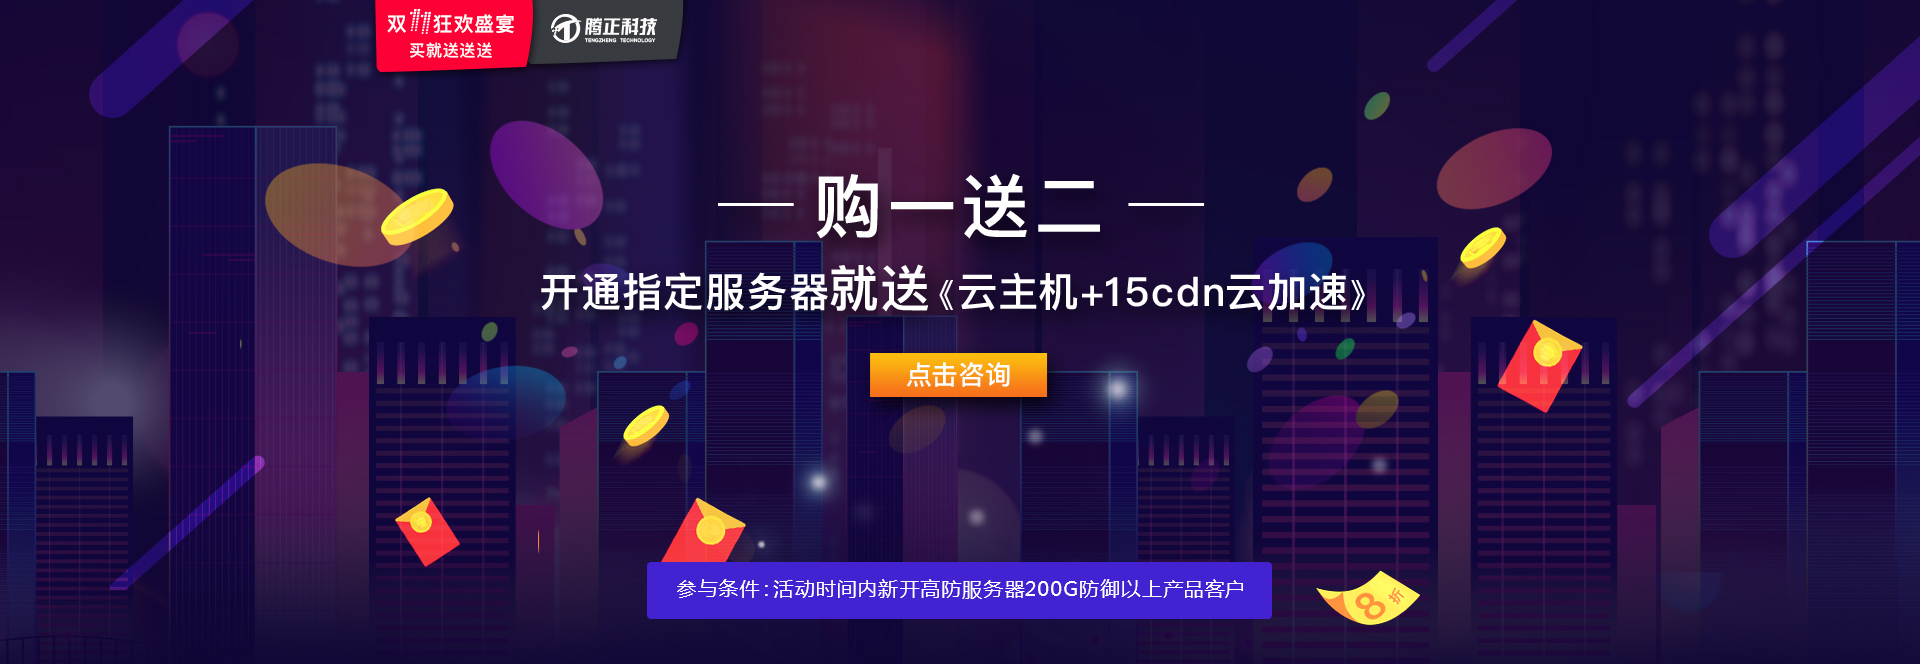 双11狂欢盛宴
买就送送送
腾正科技
TENGZHENG TECHNOLOGY
购一送二
开通指定服务器就送《云主机+15cdn云加速》
点击咨询
参与条件:活动时间内新开高防服务器200G防御以上产品客户
8折